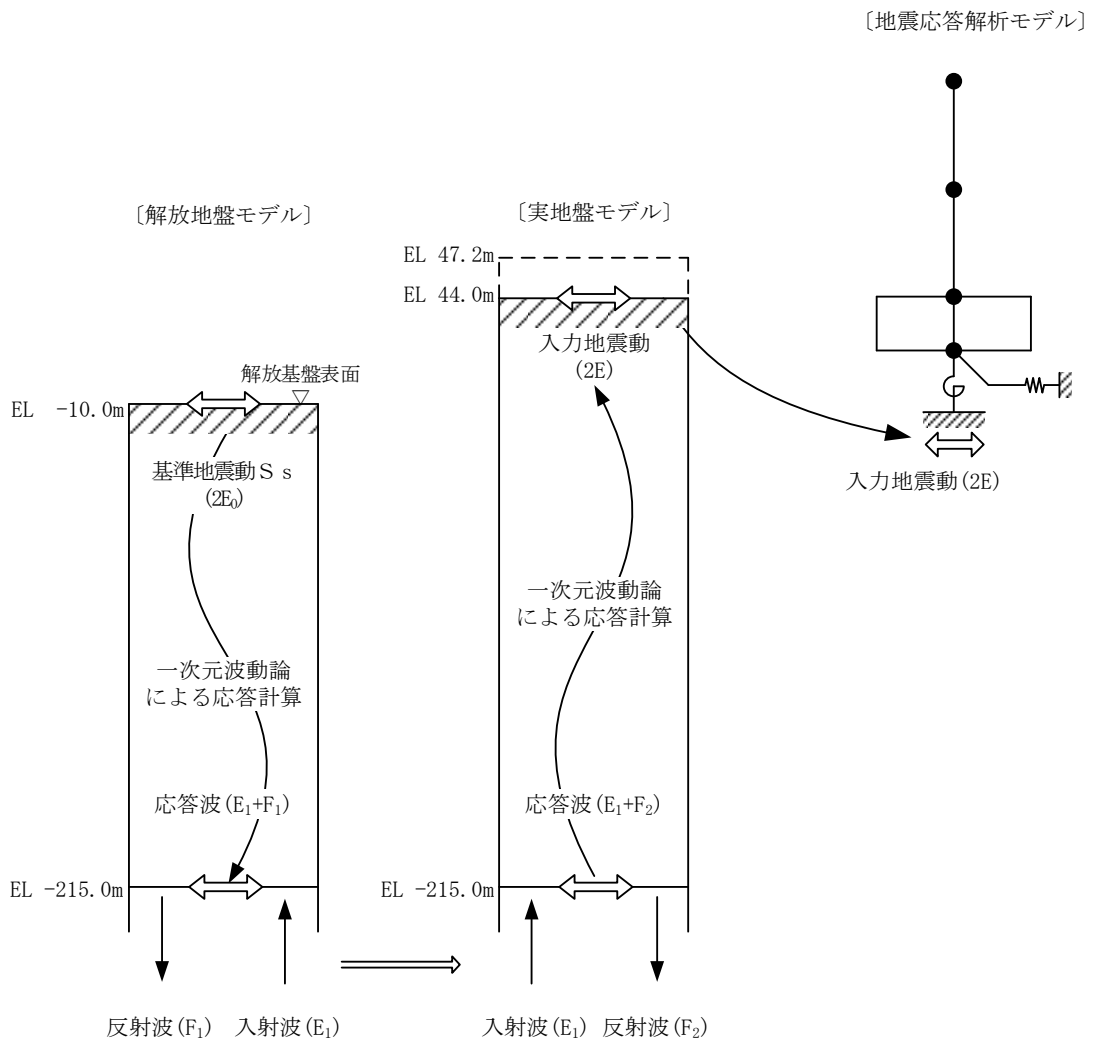 〔地震応答解析モデル〕
〔解放地盤モデル〕
〔実地盤モデル〕
EL 47.2m
EL 44.0m
入力地震動
(2E)
解放基盤表面
EL -10.0m
基準地震動Ｓｓ
(2E₀)
入力地震動(2E)
一次元波動論
による応答計算
一次元波動論
による応答計算
応答波(E₁+F₁)
応答波(E₁+F₂)
EL -215.0m
EL -215.0m
反射波(F₁) 入射波(E₁)
入射波(E₁) 反射波(F₂)